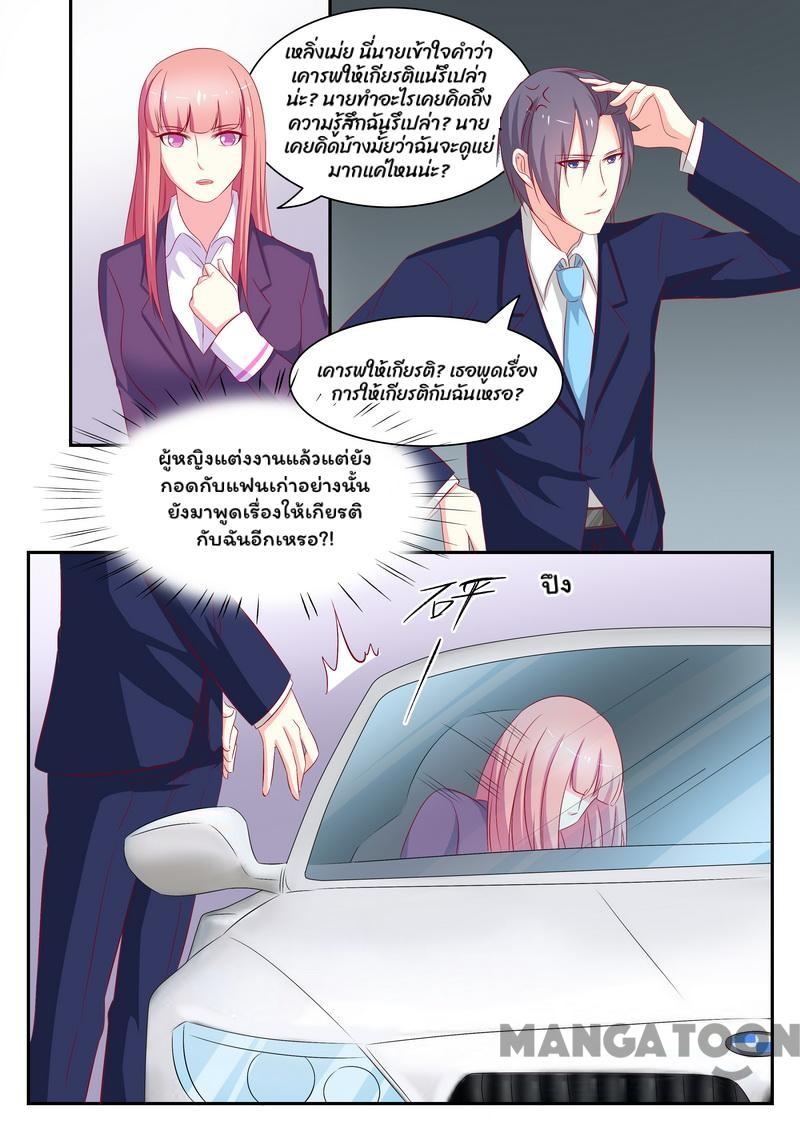 เหลิ่งเม่ย นี่นายเข้าใจคำว่า
เคารพให้เกียรติแน่รึเปล่า
น่ะ? นายทำอะไรเคยคิดถึง
ความรู้สึกฉันรึเปล่า? นาย
เคยคิดบ้างมั้ยว่าฉันจะดูแย่
มากแค่ไหนน่ะ?
เคารพให้เกียรติ? เธอพูดเรื่อง
การให้เกียรติกับฉันเหรอ?
ผู้หญิงแต่งงานแล้วแต่ยัง
กอดกับแฟนเก่าอย่างนั้น
ยังมาพูดเรื่องให้เกียรติ
กับฉันอีกเหรอ?!
砰
ปึง
MANGATOON